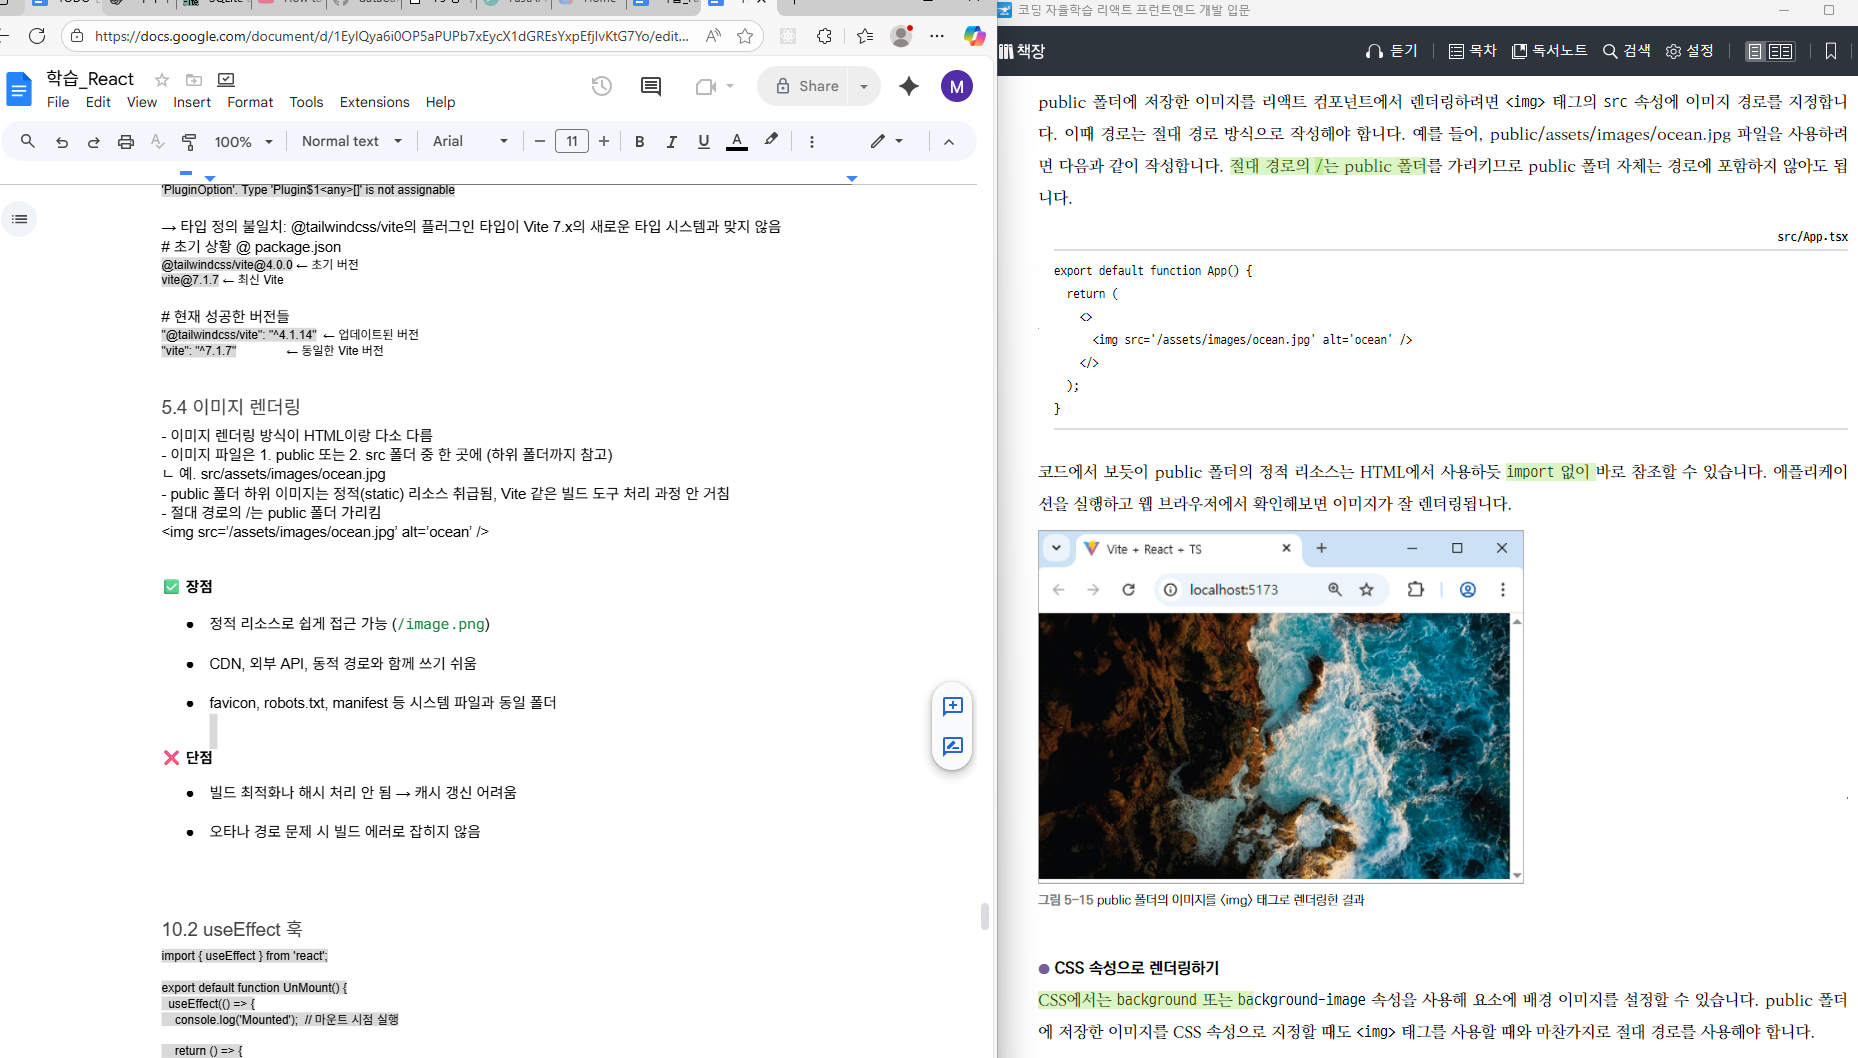 https://docs.google.com/document/d/1EyIQya6i0OP5aPUPb7xEycX1dGREsYxpEfjlvKtG7Yo/edit...
학습_React
File Edit View Insert Format Tools Extensions Help
Share
M
100% Normal text Arial 11 B I U A
'PluginOption'. Type 'Plugin$1<any>[]' is not assignable
→ 타입 정의 불일치: @tailwindcss/vite의 플러그인 타입이 Vite 7.x의 새로운 타입 시스템과 맞지 않음
# 초기 상황 @ package.json
@tailwindcss/vite@4.0.0 ← 초기 버전
vite@7.1.7 ← 최신 Vite
# 현재 성공한 버전들
"@tailwindcss/vite": "^4.1.14" ← 업데이트된 버전
"vite": "^7.1.7" ← 동일한 Vite 버전
5.4 이미지 렌더링
- 이미지 렌더링 방식이 HTML이랑 다소 다름
- 이미지 파일은 1. public 또는 2. src 폴더 중 한 곳에 (하위 폴더까지 참고)
ㄴ 예. src/assets/images/ocean.jpg
- public 폴더 하위 이미지는 정적(static) 리소스 취급됨, Vite 같은 빌드 도구 처리 과정 안 거침
- 절대 경로의 /는 public 폴더 가리킴
<img src='/assets/images/ocean.jpg' alt='ocean' />
✅ 장점
● 정적 리소스로 쉽게 접근 가능 (/image.png)
● CDN, 외부 API, 동적 경로와 함께 쓰기 쉬움
● favicon, robots.txt, manifest 등 시스템 파일과 동일 폴더
❌ 단점
● 빌드 최적화나 해시 처리 안 됨 → 캐시 갱신 어려움
● 오타나 경로 문제 시 빌드 에러로 잡히지 않음
10.2 useEffect 훅
import { useEffect } from 'react';
export default function UnMount() {
useEffect(() => {
console.log('Mounted'); // 마운트 시점 실행
return () => {
코딩 자율학습 리액트 프런트엔드 개발 입문
책장 듣기 목차 독서노트 검색 설정
public 폴더에 저장한 이미지를 리액트 컴포넌트에서 렌더링하려면 <img> 태그의 src 속성에 이미지 경로를 지정합니
다. 이때 경로는 절대 경로 방식으로 작성해야 합니다. 예를 들어, public/assets/images/ocean.jpg 파일을 사용하려
면 다음과 같이 작성합니다. 절대 경로의 /는 public 폴더를 가리키므로 public 폴더 자체는 경로에 포함하지 않아도 됩
니다.
src/App.tsx
export default function App() {
return (
<>
<img src='/assets/images/ocean.jpg' alt='ocean' />
</>
);
}
코드에서 보듯이 public 폴더의 정적 리소스는 HTML에서 사용하듯 import 없이 바로 참조할 수 있습니다. 애플리케이
션을 실행하고 웹 브라우저에서 확인해보면 이미지가 잘 렌더링됩니다.
Vite + React + TS
localhost:5173
그림 5-15 public 폴더의 이미지를 <img> 태그로 렌더링한 결과
● CSS 속성으로 렌더링하기
CSS에서는 background 또는 background-image 속성을 사용해 요소에 배경 이미지를 설정할 수 있습니다. public 폴더
에 저장한 이미지를 CSS 속성으로 지정할 때도 <img> 태그를 사용할 때와 마찬가지로 절대 경로를 사용해야 합니다.